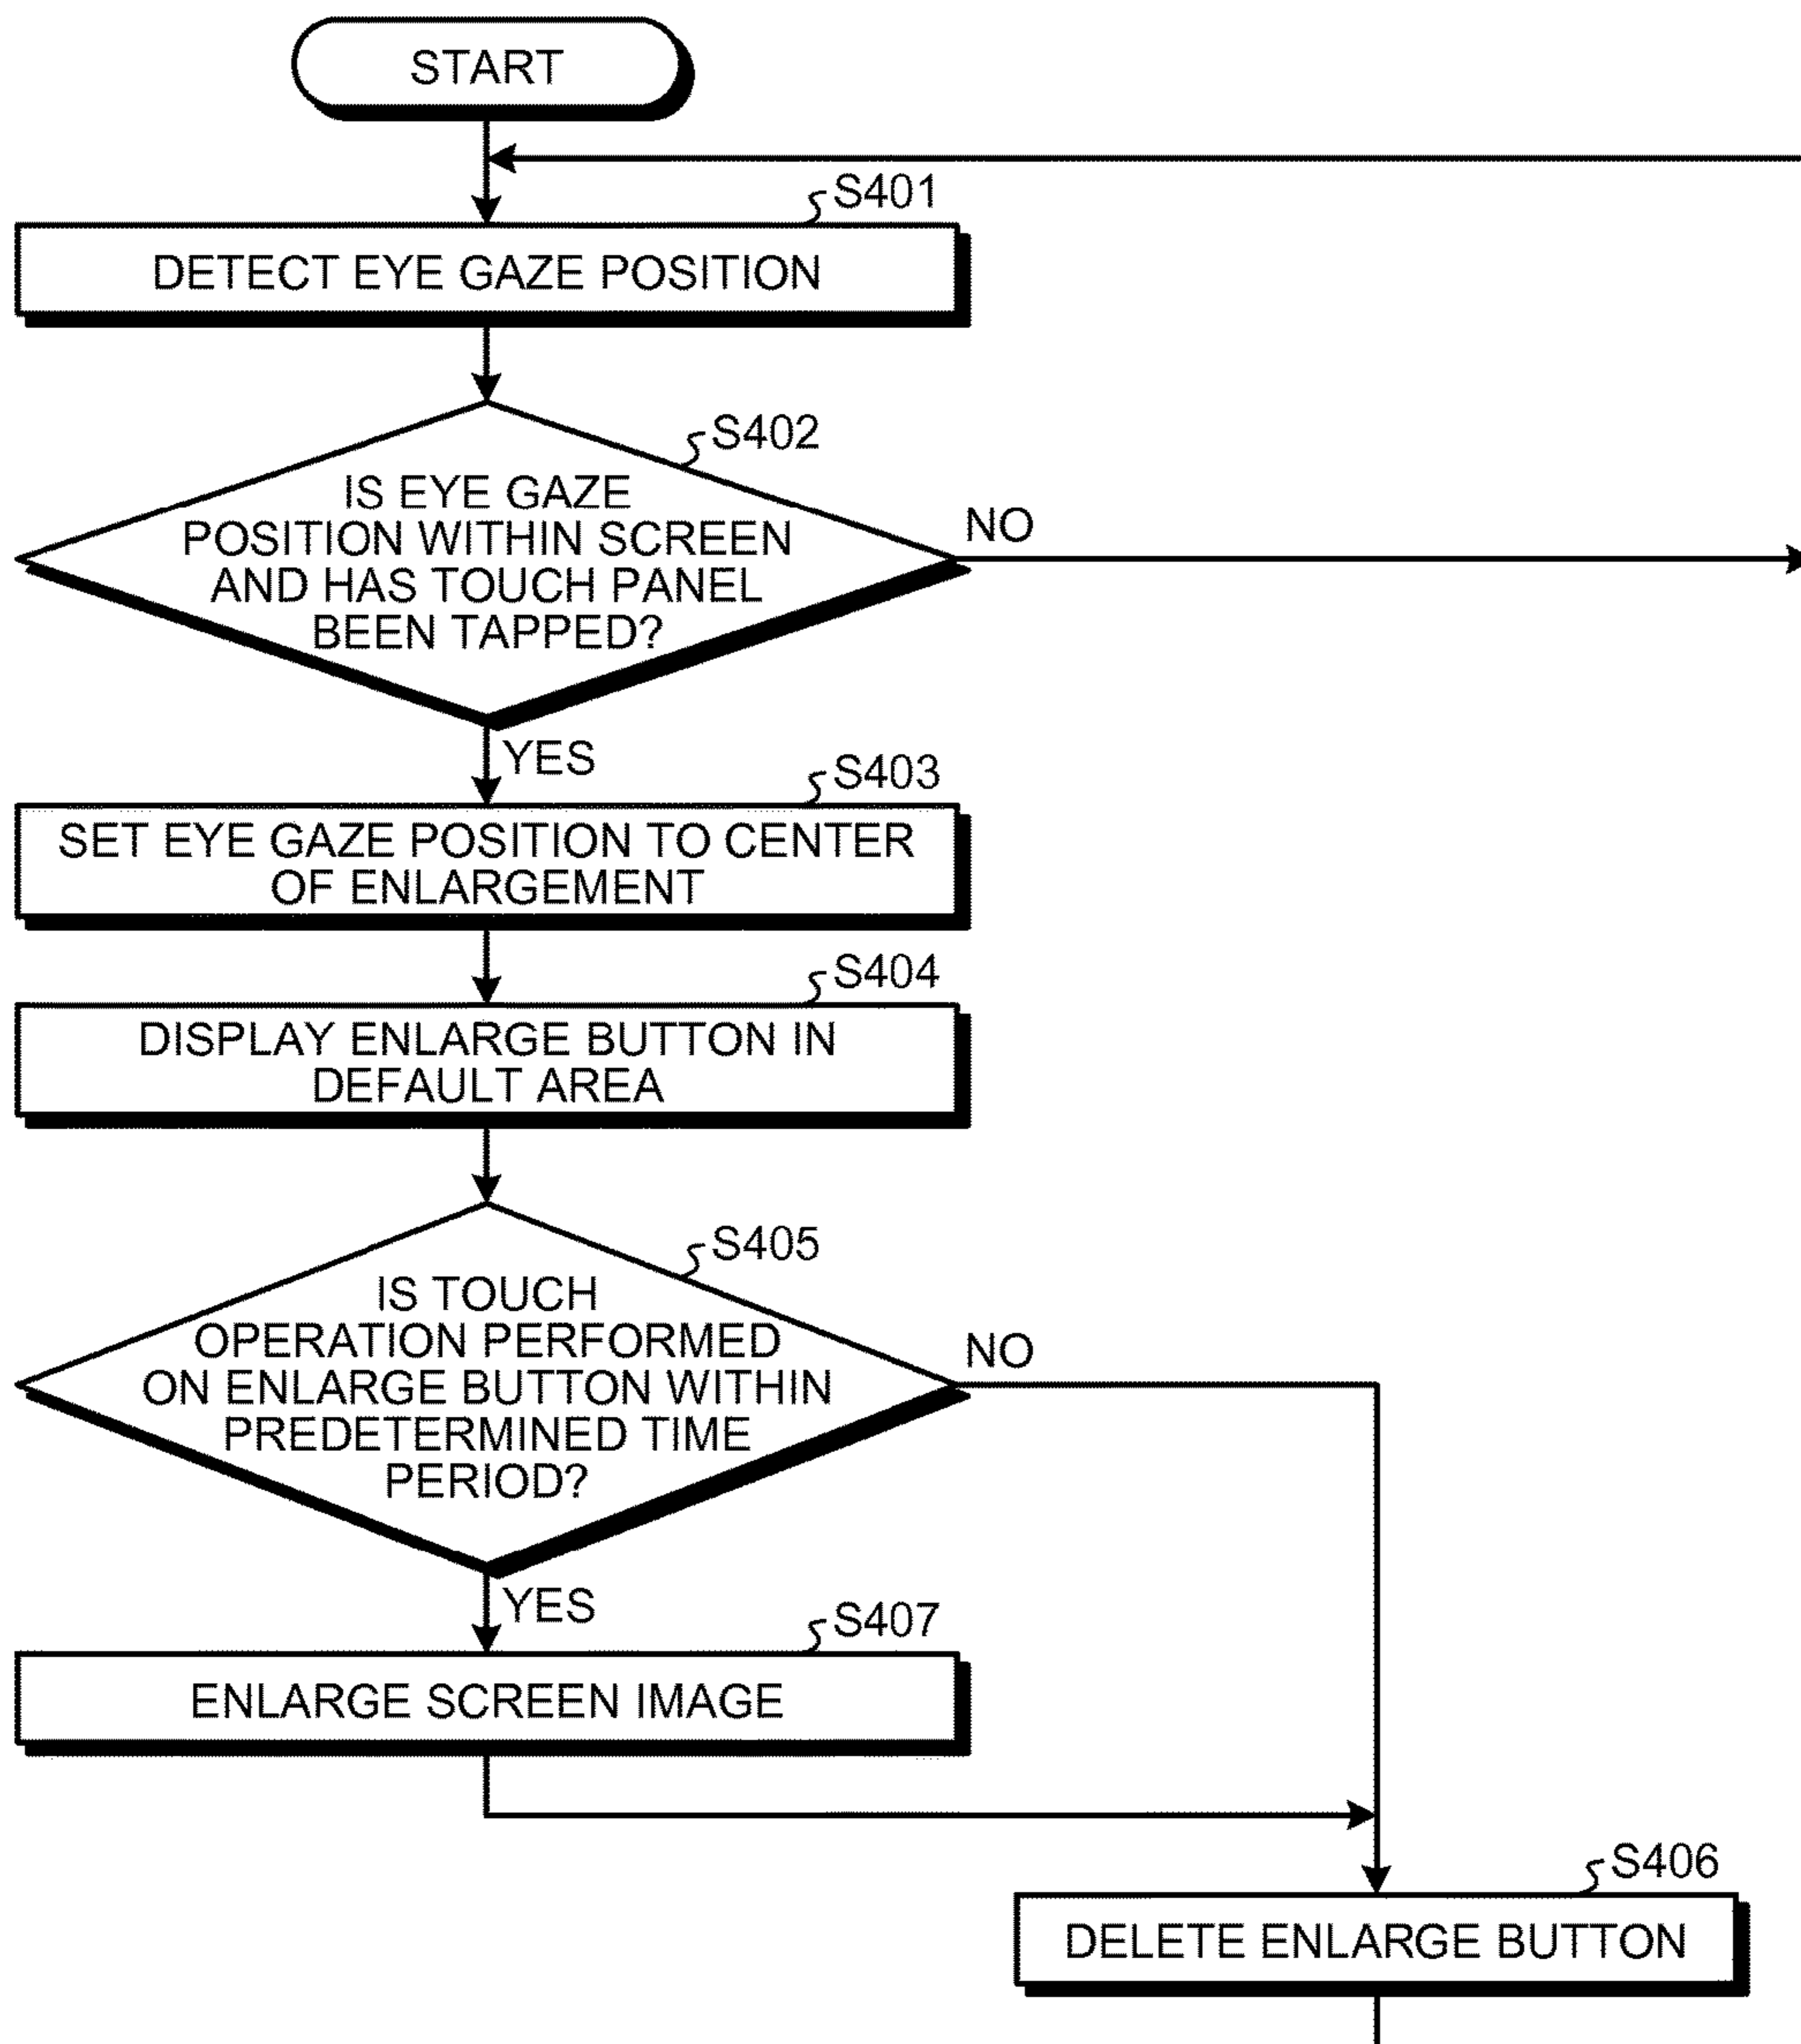 START
S401
DETECT EYE GAZE POSITION
S402
IS EYE GAZE
POSITION WITHIN SCREEN
AND HAS TOUCH PANEL
BEEN TAPPED?
NO
YES
S403
SET EYE GAZE POSITION TO CENTER
OF ENLARGEMENT
S404
DISPLAY ENLARGE BUTTON IN
DEFAULT AREA
S405
IS TOUCH
OPERATION PERFORMED
ON ENLARGE BUTTON WITHIN
PREDETERMINED TIME
PERIOD?
NO
YES
S407
ENLARGE SCREEN IMAGE
S406
DELETE ENLARGE BUTTON